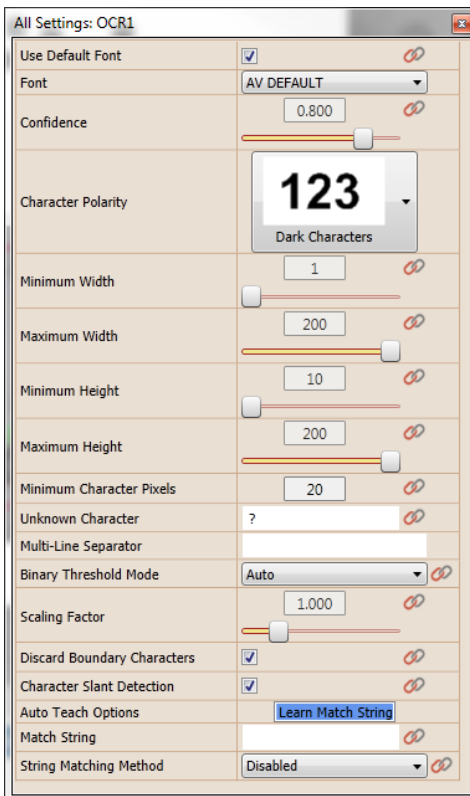 All Settings: OCR1
Use Default Font
Font AV DEFAULT
Confidence 0.800
Character Polarity 123
Dark Characters
Minimum Width 1
Maximum Width 200
Minimum Height 10
Maximum Height 200
Minimum Character Pixels 20
Unknown Character ?
Multi-Line Separator
Binary Threshold Mode Auto
Scaling Factor 1.000
Discard Boundary Characters
Character Slant Detection
Auto Teach Options Learn Match String
Match String
String Matching Method Disabled